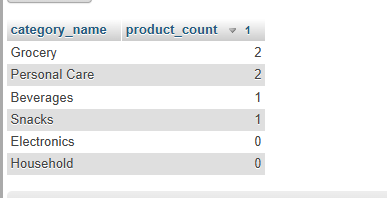 category_name product_count 1
Grocery 2
Personal Care 2
Beverages 1
Snacks 1
Electronics 0
Household 0